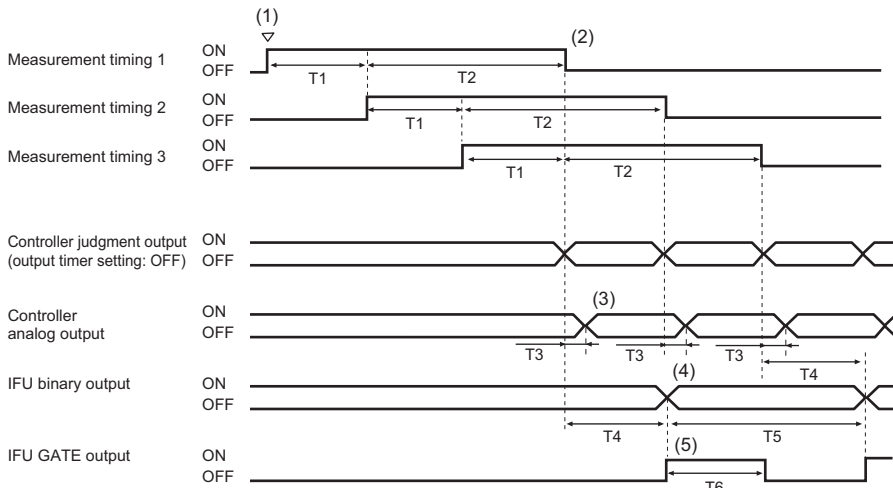 (1)
Measurement timing 1
ON
OFF
(2)
T1
T2
Measurement timing 2
ON
OFF
T1
T2
Measurement timing 3
ON
OFF
T1
T2
Controller judgment output
(output timer setting: OFF)
ON
OFF
Controller
analog output
ON
OFF
(3)
T3
T3
T3
T4
IFU binary output
ON
OFF
(4)
T4
T5
IFU GATE output
ON
OFF
(5)
T6